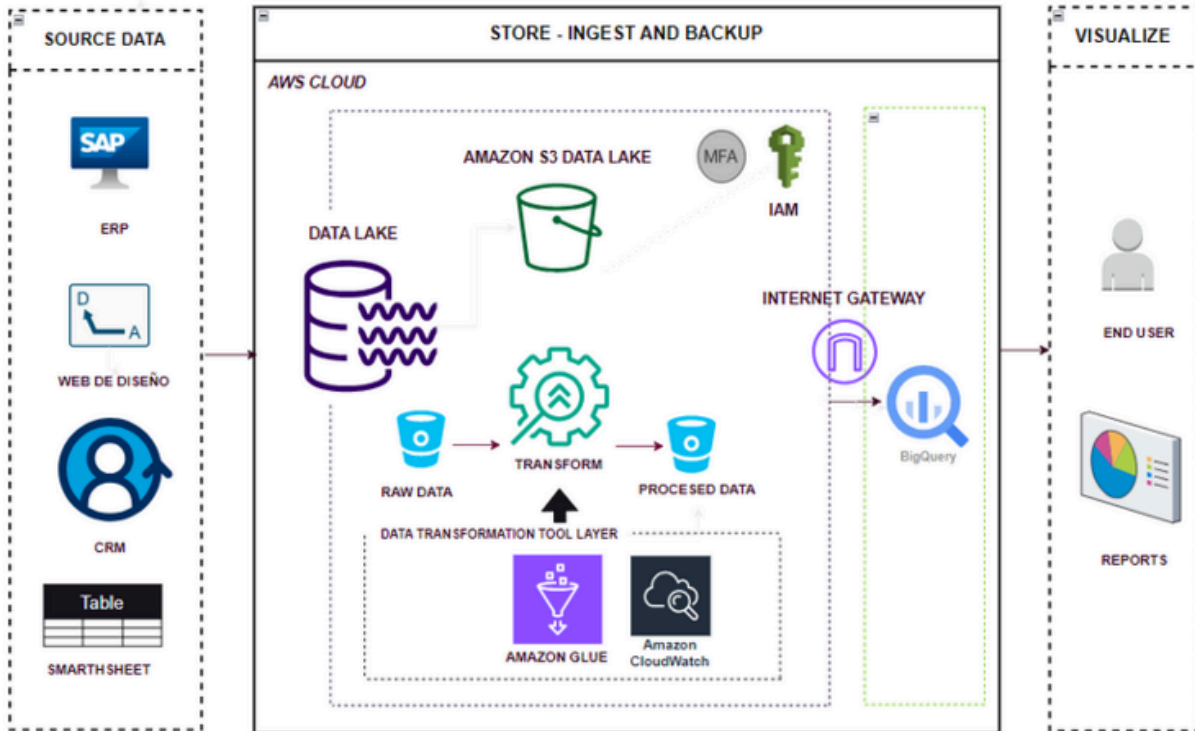 SOURCE DATA
SAP
ERP
D
A
WEB DE DISEÑO
CRM
Table
SMARTHSHEET
STORE - INGEST AND BACKUP
AWS CLOUD
AMAZON S3 DATA LAKE
MFA
IAM
DATA LAKE
INTERNET GATEWAY
RAW DATA
TRANSFORM
PROCESED DATA
BigQuery
DATA TRANSFORMATION TOOL LAYER
AMAZON GLUE
Amazon
CloudWatch
VISUALIZE
END USER
REPORTS